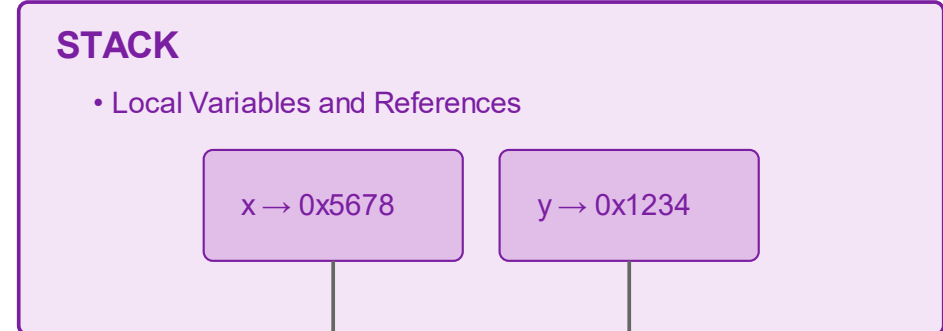 STACK
• Local Variables and References
x → 0x5678
y → 0x1234